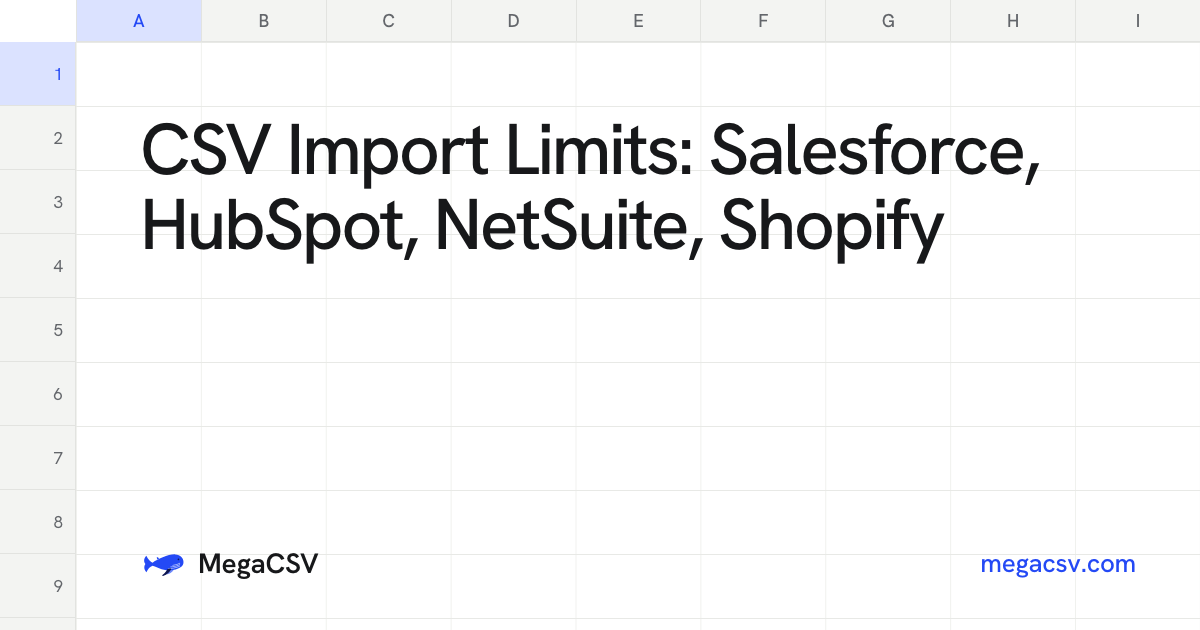 A B C D E F G H I
1
2
CSV Import Limits: Salesforce,
3
HubSpot, NetSuite, Shopify
4
5
6
7
8
MegaCSV megacsv.com
9